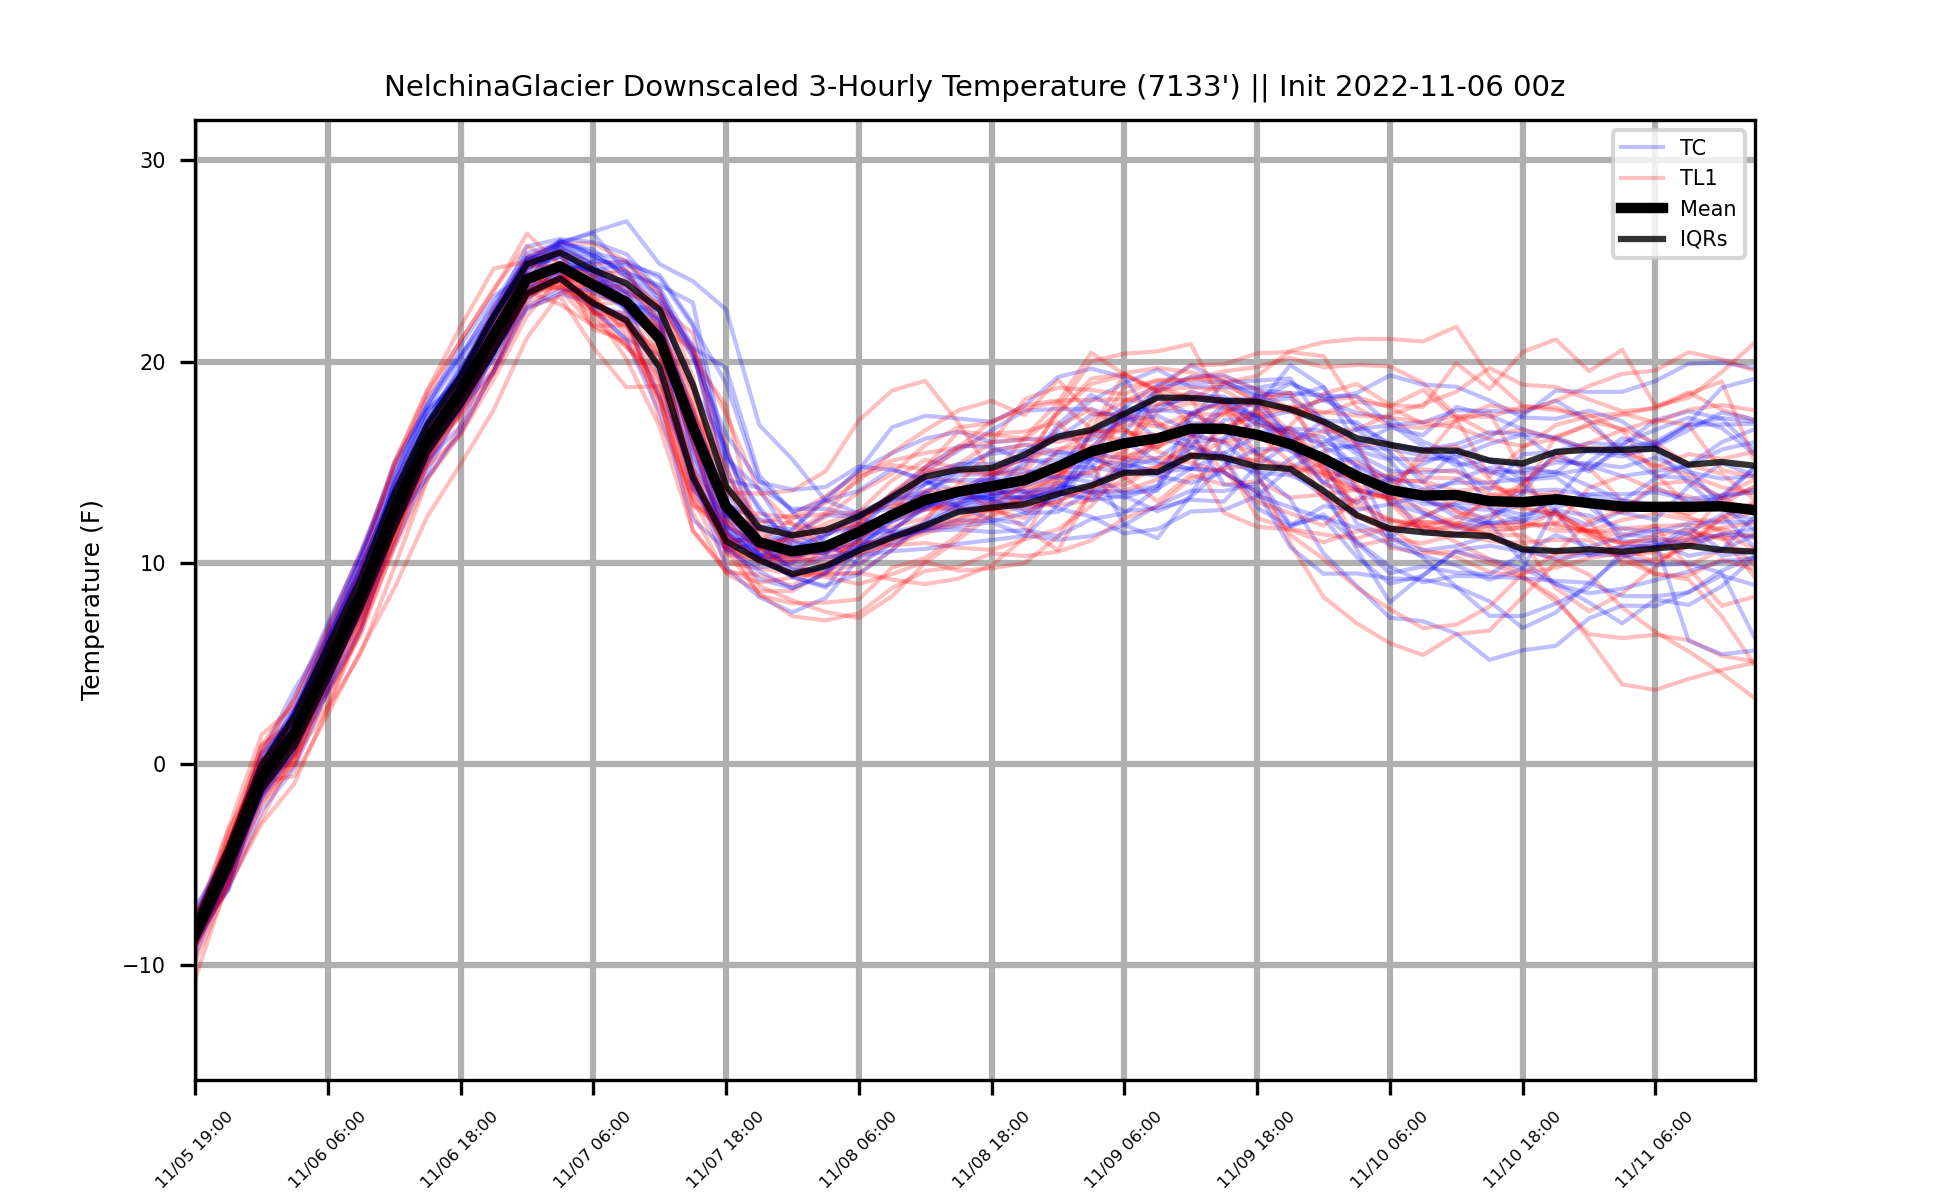 NelchinaGlacier Downscaled 3-Hourly Temperature (7133') || Init 2022-11-06 00z
TC
TL1
Mean
IQRs
Temperature (F)
30
20
10
0
−10
11/05 19:00
11/06 06:00
11/06 18:00
11/07 06:00
11/07 18:00
11/08 06:00
11/08 18:00
11/09 06:00
11/09 18:00
11/10 06:00
11/10 18:00
11/11 06:00